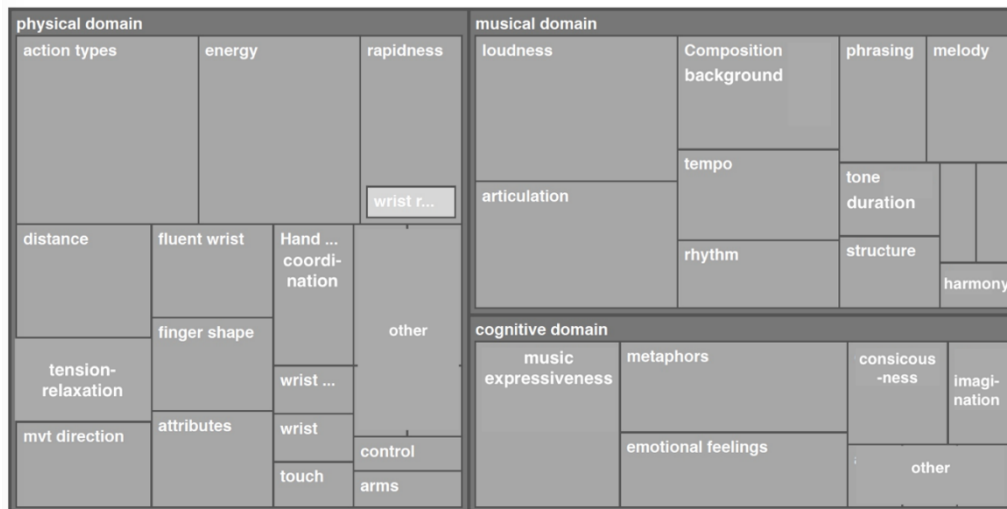 physical domain
action types
energy
rapidness
wrist r...
distance
fluent wrist
Hand ...
coordi-
nation
other
finger shape
tension-
relaxation
wrist ...
mvt direction
attributes
wrist
touch
control
arms
musical domain
loudness
Composition
background
phrasing
melody
tempo
tone
duration
articulation
rhythm
structure
harmony
cognitive domain
music
expressiveness
metaphors
consicous
-ness
imagi-
nation
emotional feelings
other